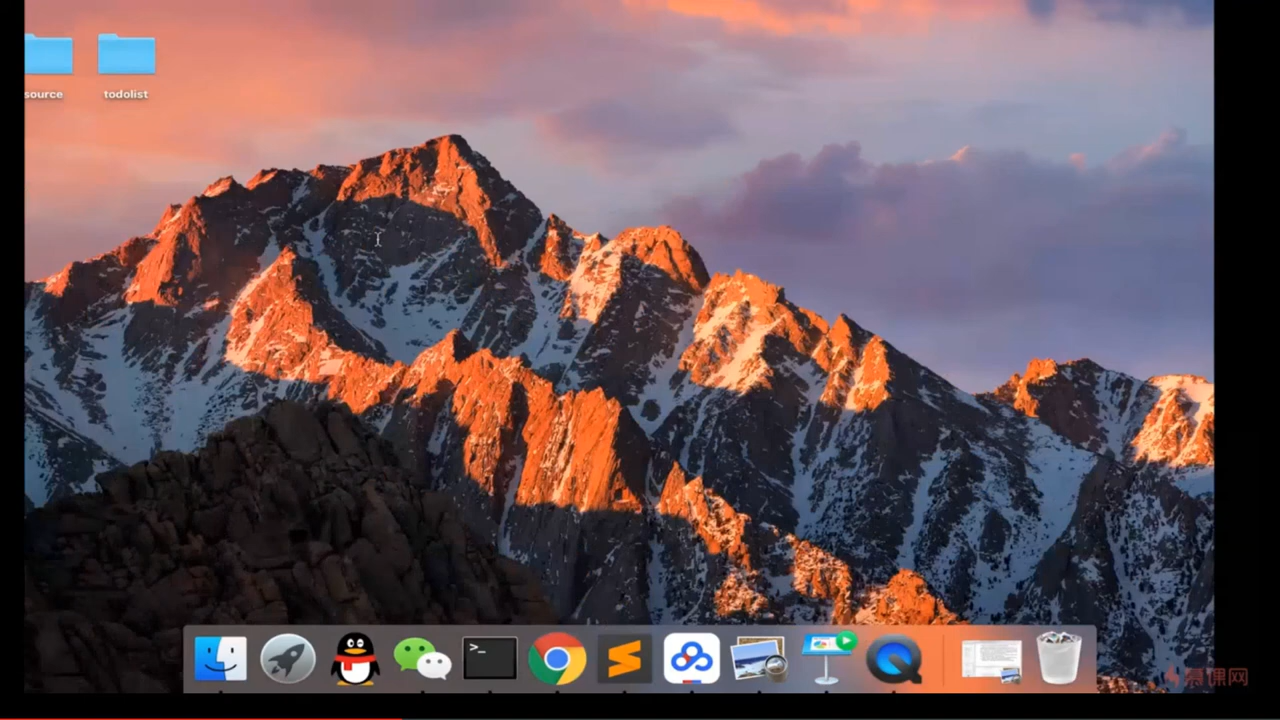 source
todolist
>_
慕课网